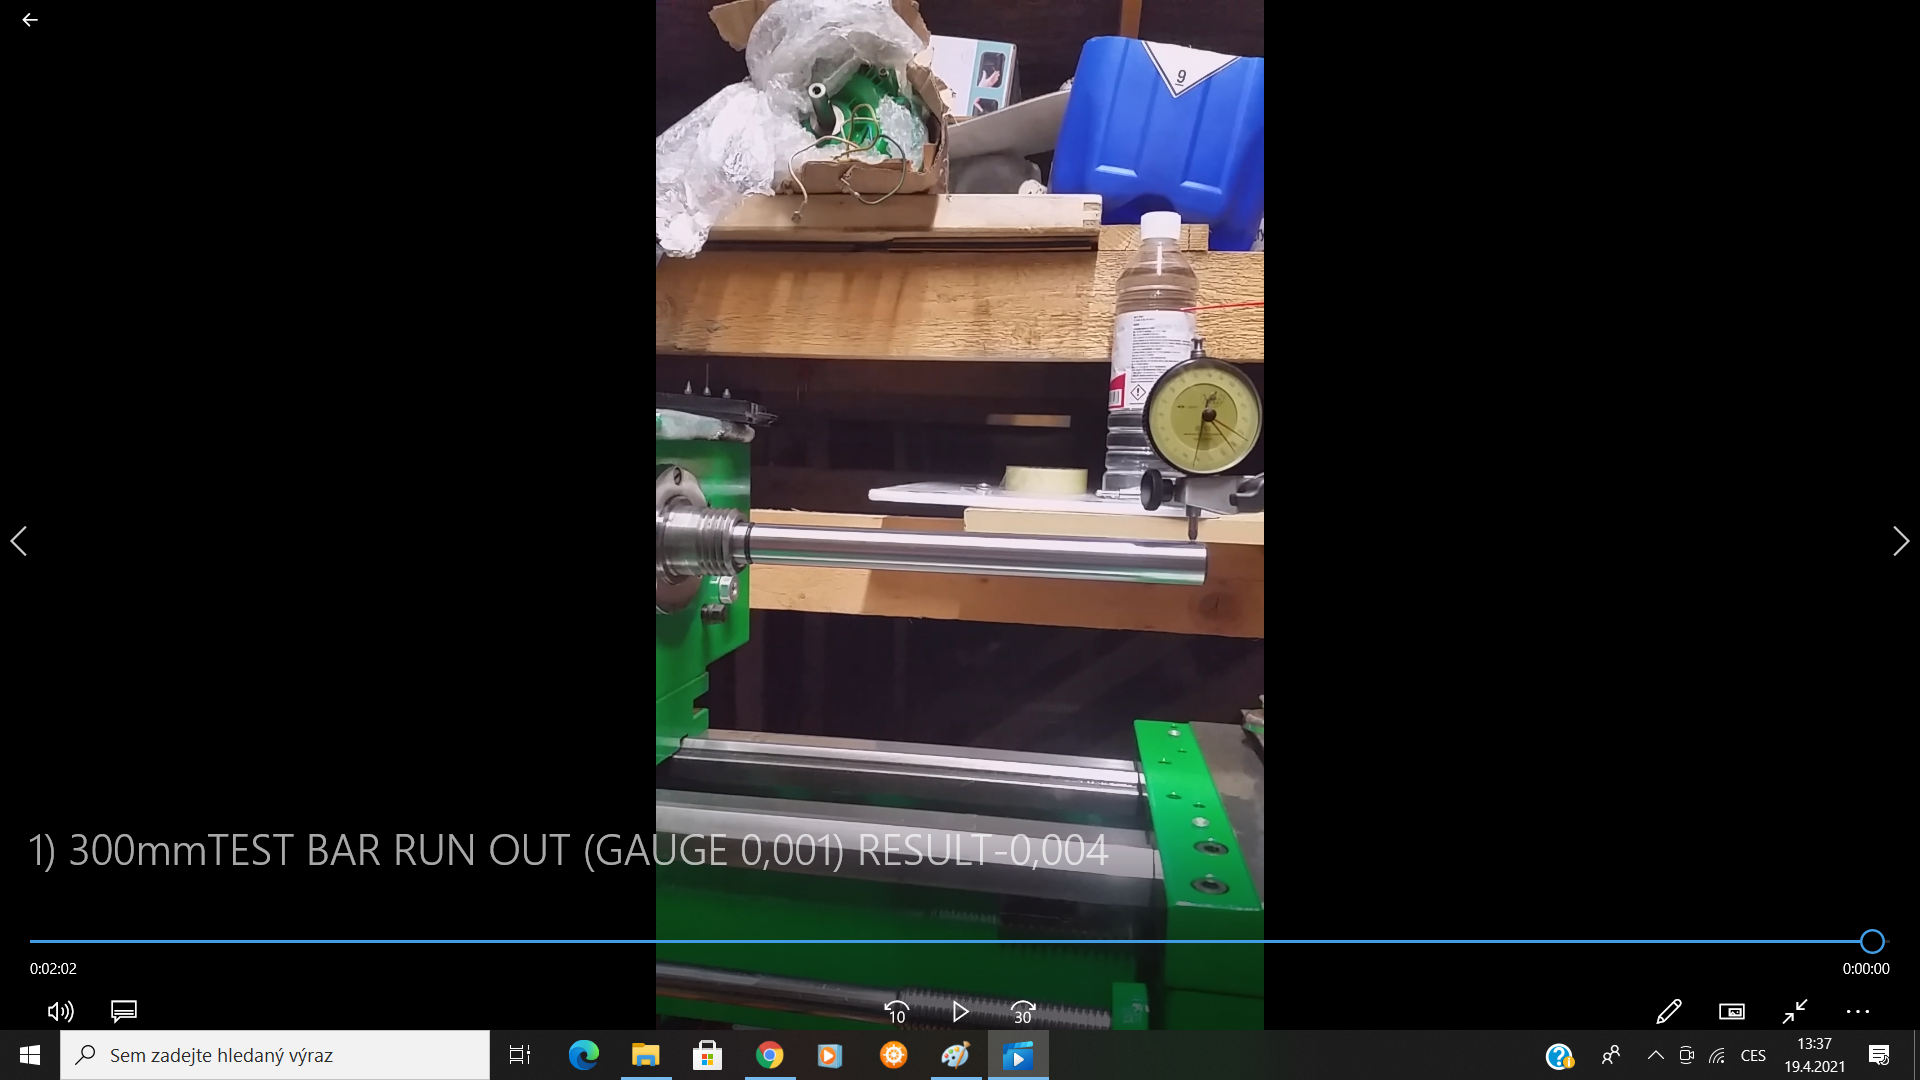 9
1) 300mmTEST BAR RUN OUT (GAUGE 0,001) RESULT-0,004
0:02:02
0:00:00
10
30
Sem zadejte hledaný výraz
CES
13:37
19.4.2021